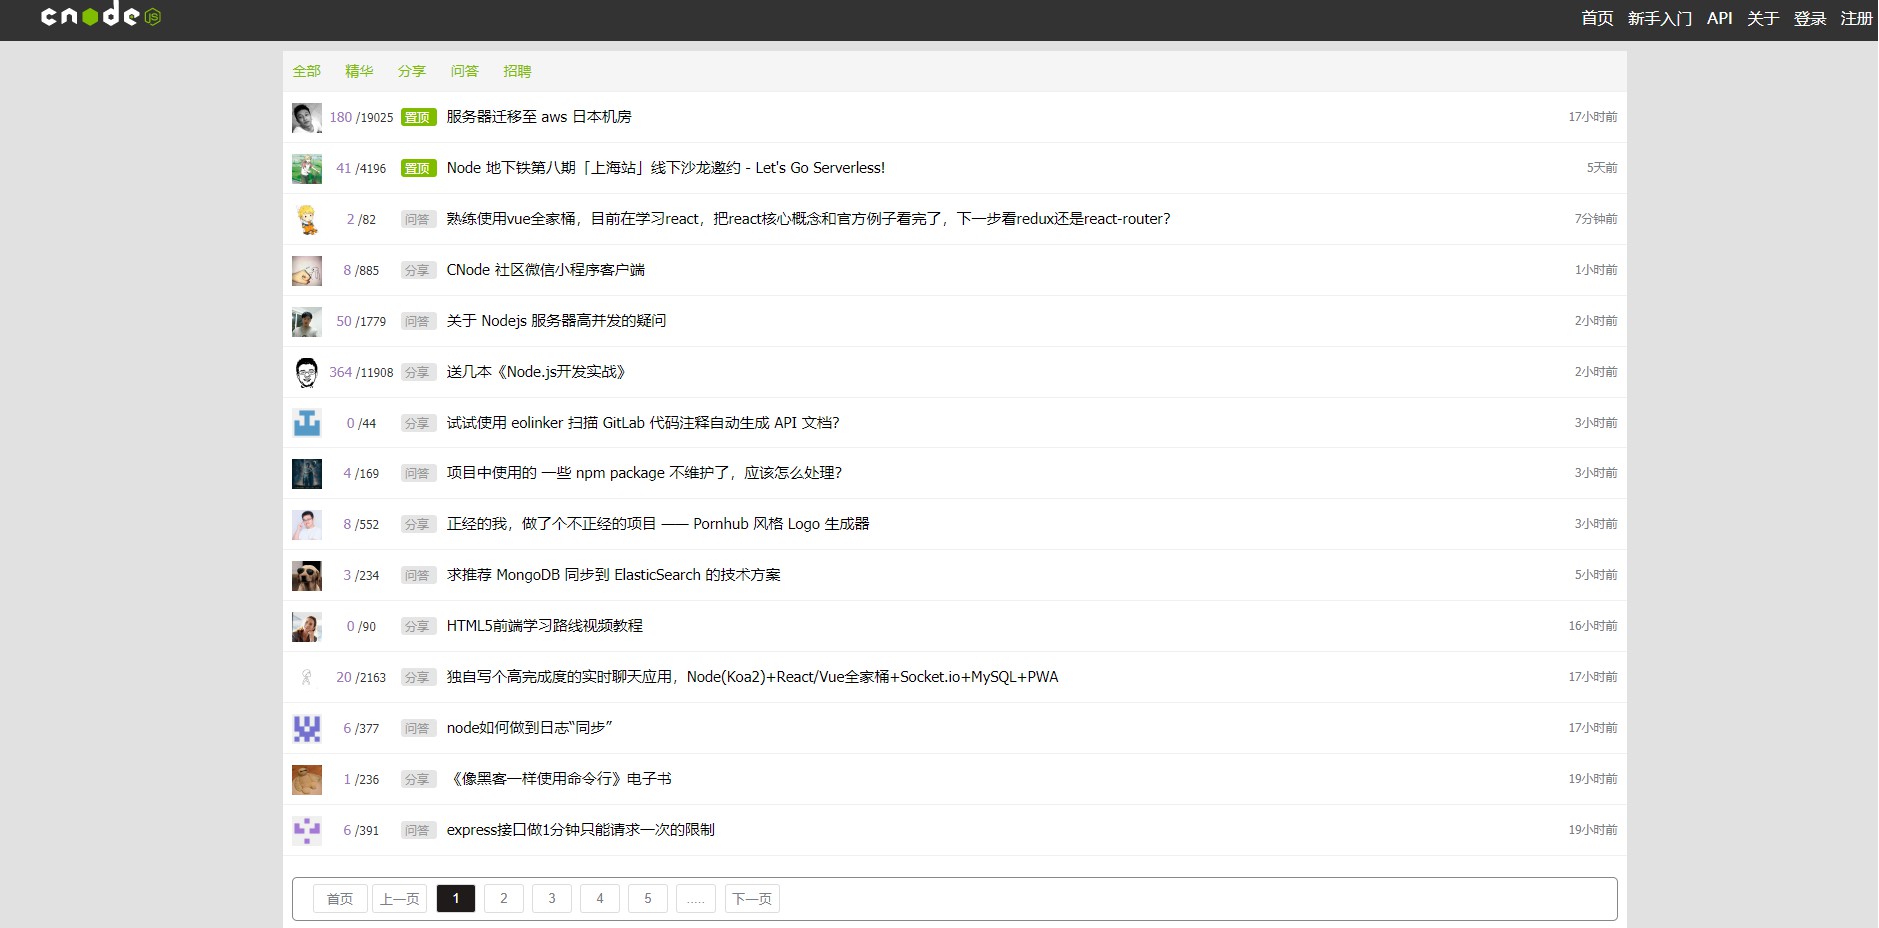 cnode JS
首页 新手入门 API 关于 登录 注册
全部 精华 分享 问答 招聘
180 /19025 置顶 服务器迁移至 aws 日本机房 17小时前
41 /4196 置顶 Node 地下铁第八期「上海站」线下沙龙邀约 - Let's Go Serverless! 5天前
2 /82 问答 熟练使用vue全家桶，目前在学习react，把react核心概念和官方例子看完了，下一步看redux还是react-router? 7分钟前
8 /885 分享 CNode 社区微信小程序客户端 1小时前
50 /1779 问答 关于 Nodejs 服务器高并发的疑问 2小时前
364 /11908 分享 送几本《Node.js开发实战》 2小时前
0 /44 分享 试试使用 eolinker 扫描 GitLab 代码注释自动生成 API 文档? 3小时前
4 /169 问答 项目中使用的 一些 npm package 不维护了，应该怎么处理? 3小时前
8 /552 分享 正经的我，做了个不正经的项目 —— Pornhub 风格 Logo 生成器 3小时前
3 /234 问答 求推荐 MongoDB 同步到 ElasticSearch 的技术方案 5小时前
0 /90 分享 HTML5前端学习路线视频教程 16小时前
20 /2163 分享 独自写个高完成度的实时聊天应用，Node(Koa2)+React/Vue全家桶+Socket.io+MySQL+PWA 17小时前
6 /377 问答 node如何做到日志“同步” 17小时前
1 /236 分享 《像黑客一样使用命令行》电子书 19小时前
6 /391 问答 express接口做1分钟只能请求一次的限制 19小时前
首页 上一页 1 2 3 4 5 ..... 下一页